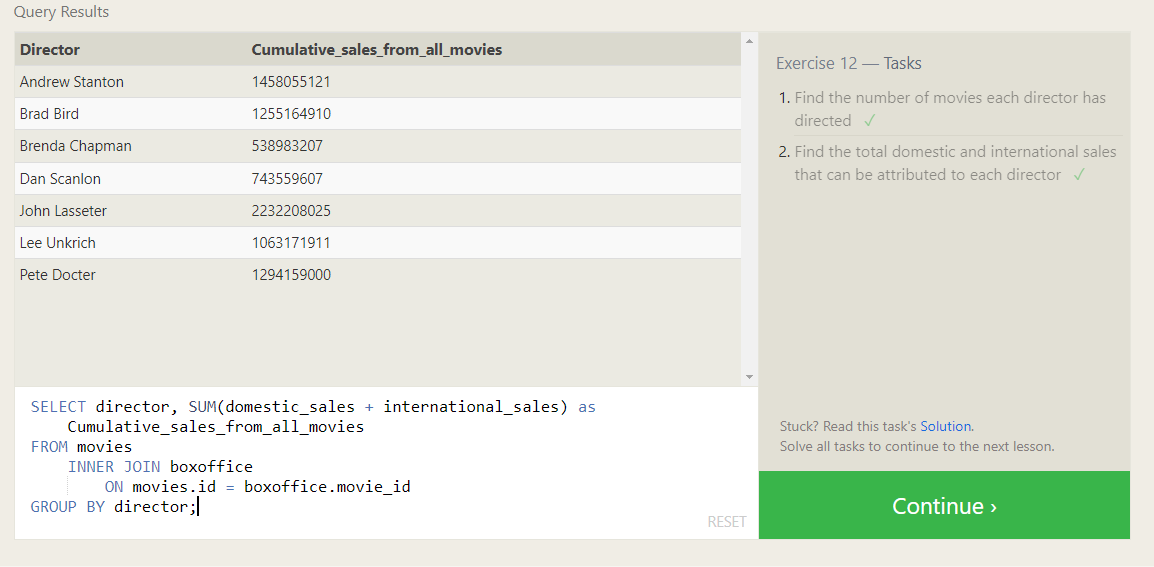 Query Results
Director Cumulative_sales_from_all_movies
Andrew Stanton 1458055121
Brad Bird 1255164910
Brenda Chapman 538983207
Dan Scanlon 743559607
John Lasseter 2232208025
Lee Unkrich 1063171911
Pete Docter 1294159000
SELECT director, SUM(domestic_sales + international_sales) as
Cumulative_sales_from_all_movies
FROM movies
INNER JOIN boxoffice
ON movies.id = boxoffice.movie_id
GROUP BY director;
RESET
Exercise 12 — Tasks
1. Find the number of movies each director has
directed ✓
2. Find the total domestic and international sales
that can be attributed to each director ✓
Stuck? Read this task's Solution.
Solve all tasks to continue to the next lesson.
Continue ›